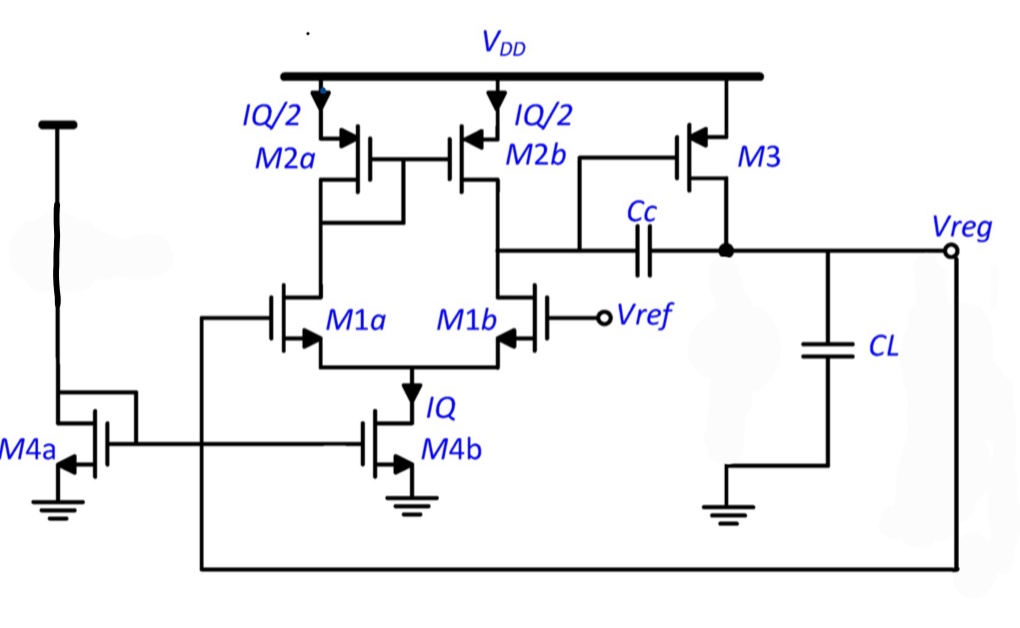 VDD
IQ/2
IQ/2
M2a
M2b
M3
Cc
Vreg
M1a
M1b
Vref
CL
IQ
M4a
M4b